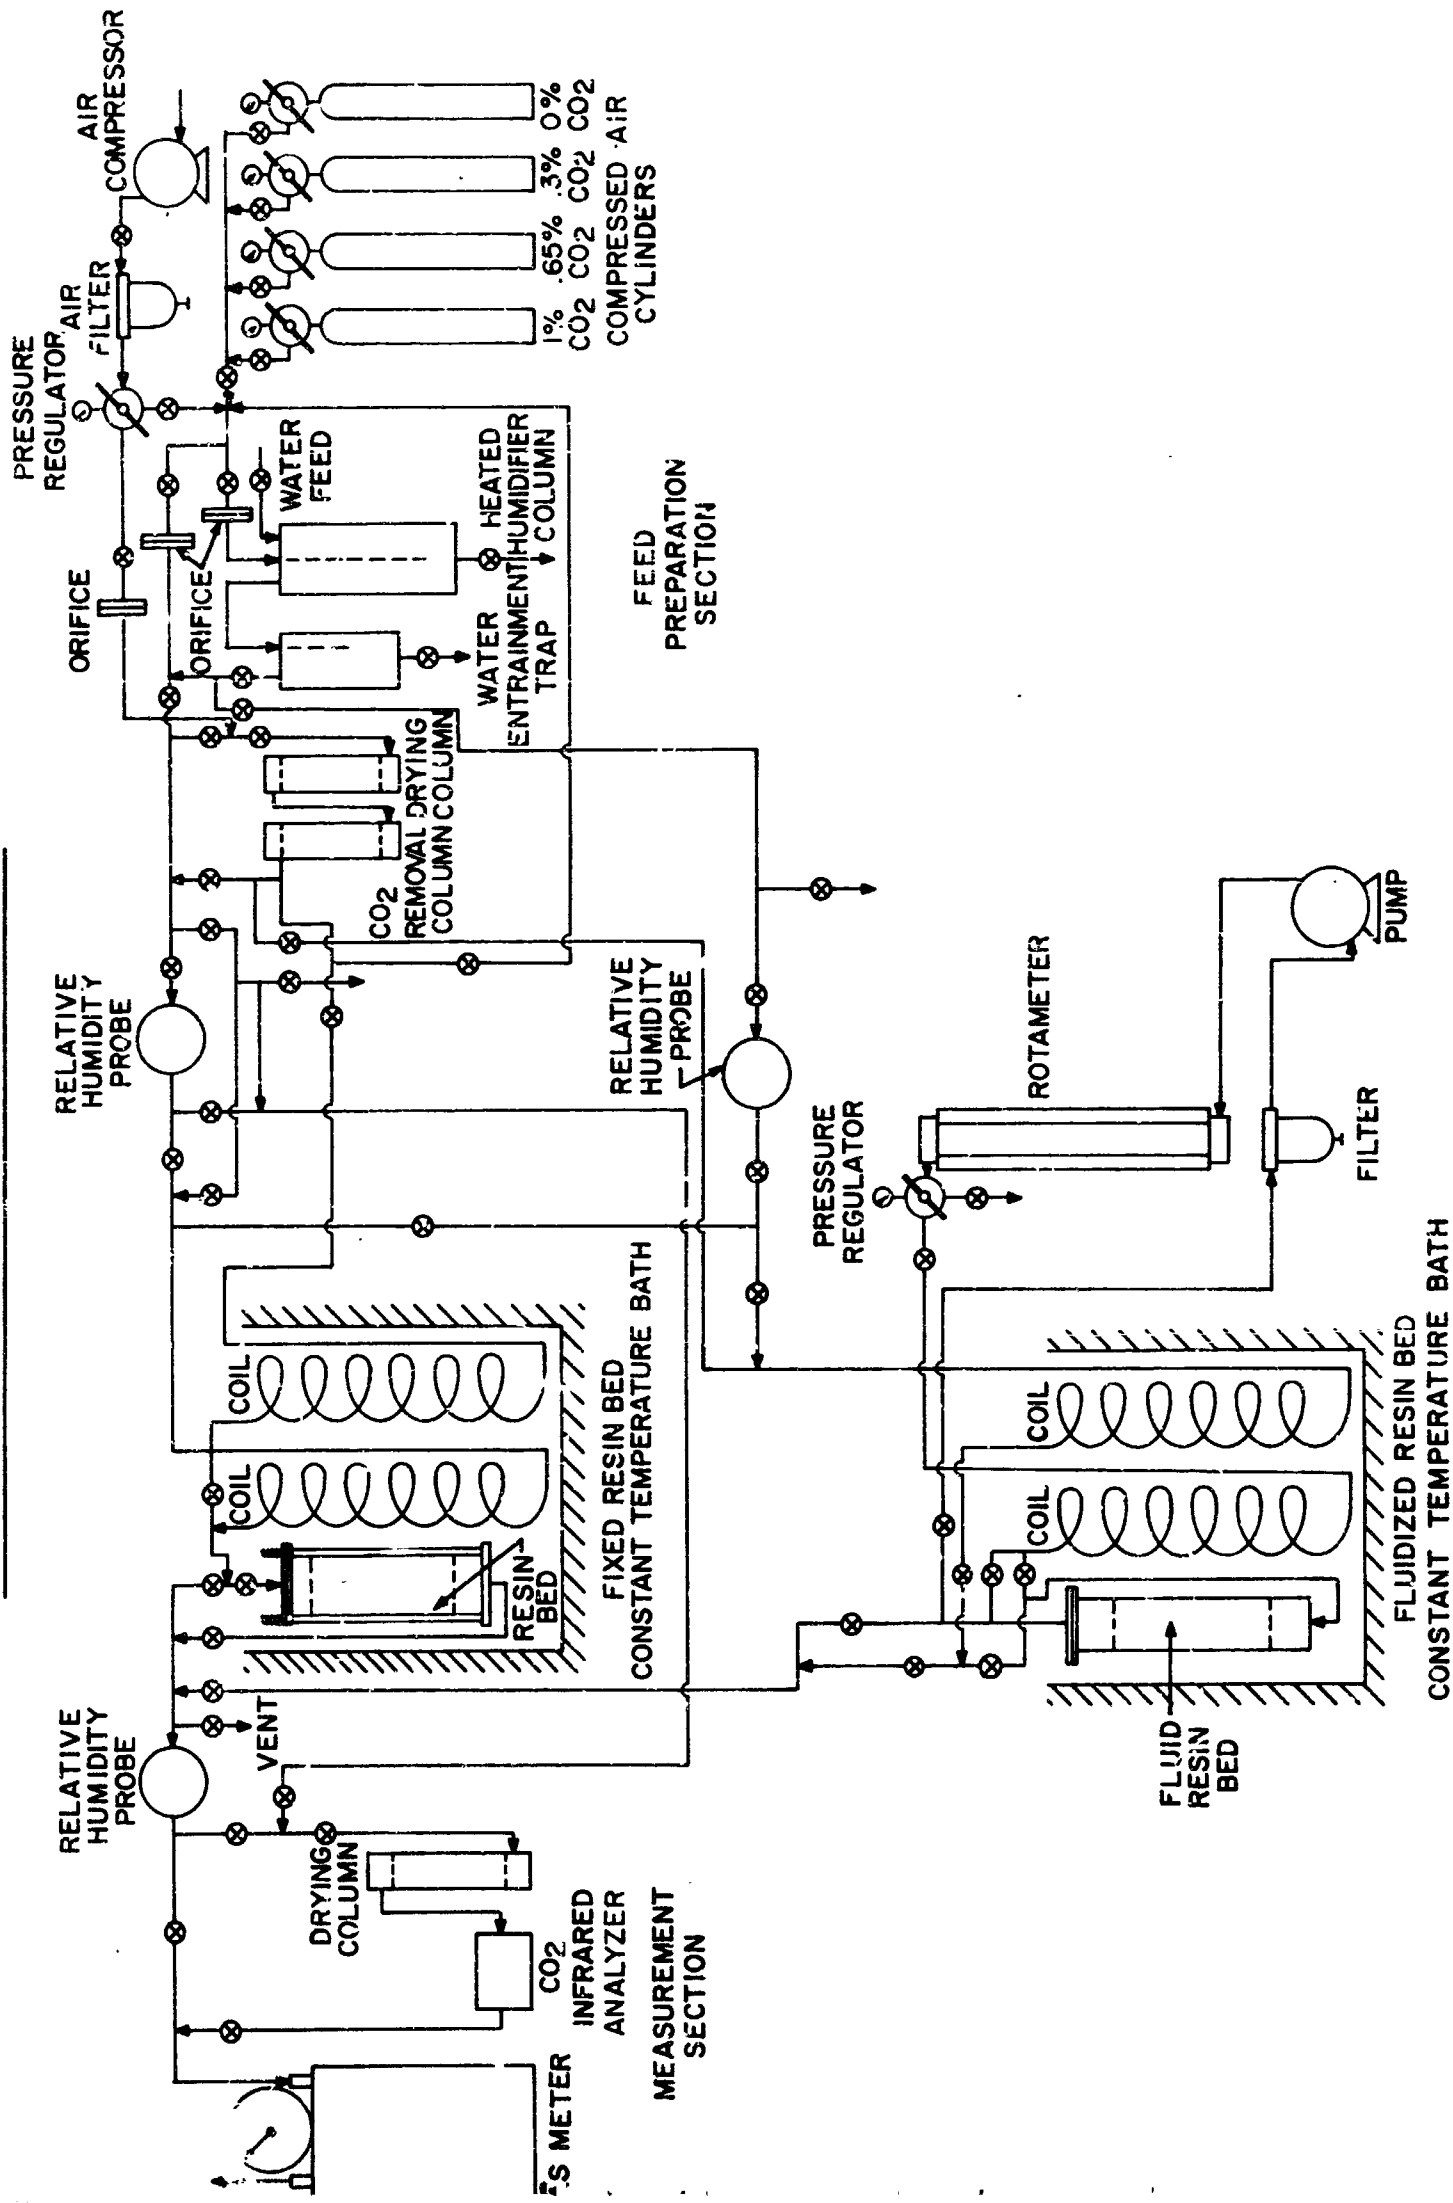 AIR
COMPRESSOR
AIR
FILTER
PRESSURE
REGULATOR
0%
CO2
.3%
CO2
.65%
CO2
1%
CO2
COMPRESSED AIR
CYLINDERS
WATER
FEED
HEATED
HUMIDIFIER
COLUMN
ORIFICE
ORIFICE
WATER
ENTRAINMENT
TRAP
FEED
PREPARATION
SECTION
DRYING
COLUMN
CO2
REMOVAL
COLUMN
RELATIVE
HUMIDITY
PROBE
RELATIVE
HUMIDITY
PROBE
PUMP
ROTAMETER
FILTER
PRESSURE
REGULATOR
COIL
COIL
RESIN
BED
FIXED RESIN BED
CONSTANT TEMPERATURE BATH
COIL
COIL
FLUID
RESIN
BED
FLUIDIZED RESIN BED
CONSTANT TEMPERATURE BATH
RELATIVE
HUMIDITY
PROBE
VENT
DRYING
COLUMN
CO2
INFRARED
ANALYZER
MEASUREMENT
SECTION
METER